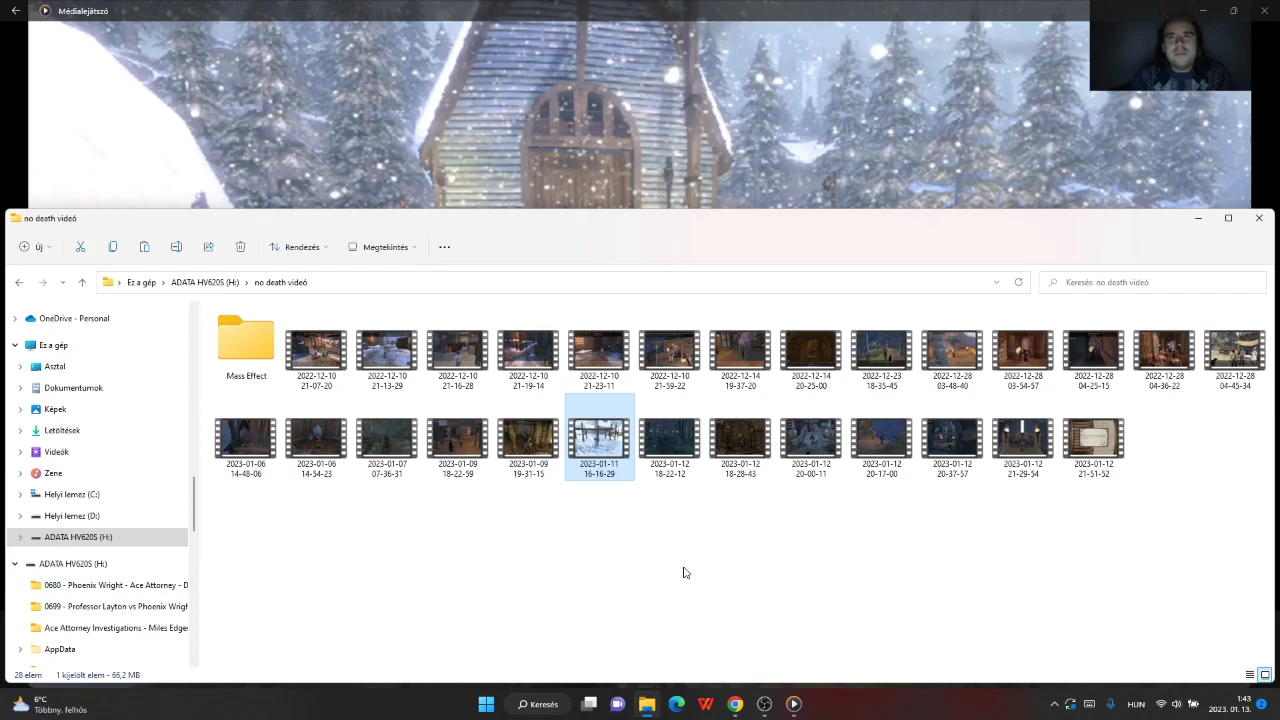 Médialejátszó
no death videó
Új
Rendezés
Megtekintés
Ez a gép
ADATA HV620S (H:)
no death videó
Keresés: no death videó
OneDrive - Personal
Ez a gép
Asztal
Dokumentumok
Képek
Letöltések
Videók
Zene
Helyi lemez (C:)
Helyi lemez (D:)
ADATA HV620S (H:)
ADATA HV620S (H:)
0680 - Phoenix Wright - Ace Attorney - D
0699 - Professor Layton vs Phoenix Wrigh
Ace Attorney Investigations - Miles Edge
AppData
Mass Effect
2022-12-10 21-07-20
2022-12-10 21-13-29
2022-12-10 21-16-28
2022-12-10 21-19-14
2022-12-10 21-23-11
2022-12-10 21-59-22
2022-12-14 19-37-20
2022-12-14 20-25-00
2022-12-23 18-35-45
2022-12-28 03-48-40
2022-12-28 03-54-57
2022-12-28 04-25-15
2022-12-28 04-36-22
2022-12-28 04-45-34
2023-01-06 14-48-06
2023-01-06 14-54-23
2023-01-07 07-36-31
2023-01-09 18-22-59
2023-01-09 19-31-15
2023-01-11 16-16-29
2023-01-12 18-22-12
2023-01-12 18-28-43
2023-01-12 20-00-11
2023-01-12 20-17-00
2023-01-12 20-37-57
2023-01-12 21-29-54
2023-01-12 21-51-52
28 elem
1 kijelölt elem - 66,2 MB
6°C
Többny. felhős
Keresés
HUN
1:43
2023. 01. 13.
2